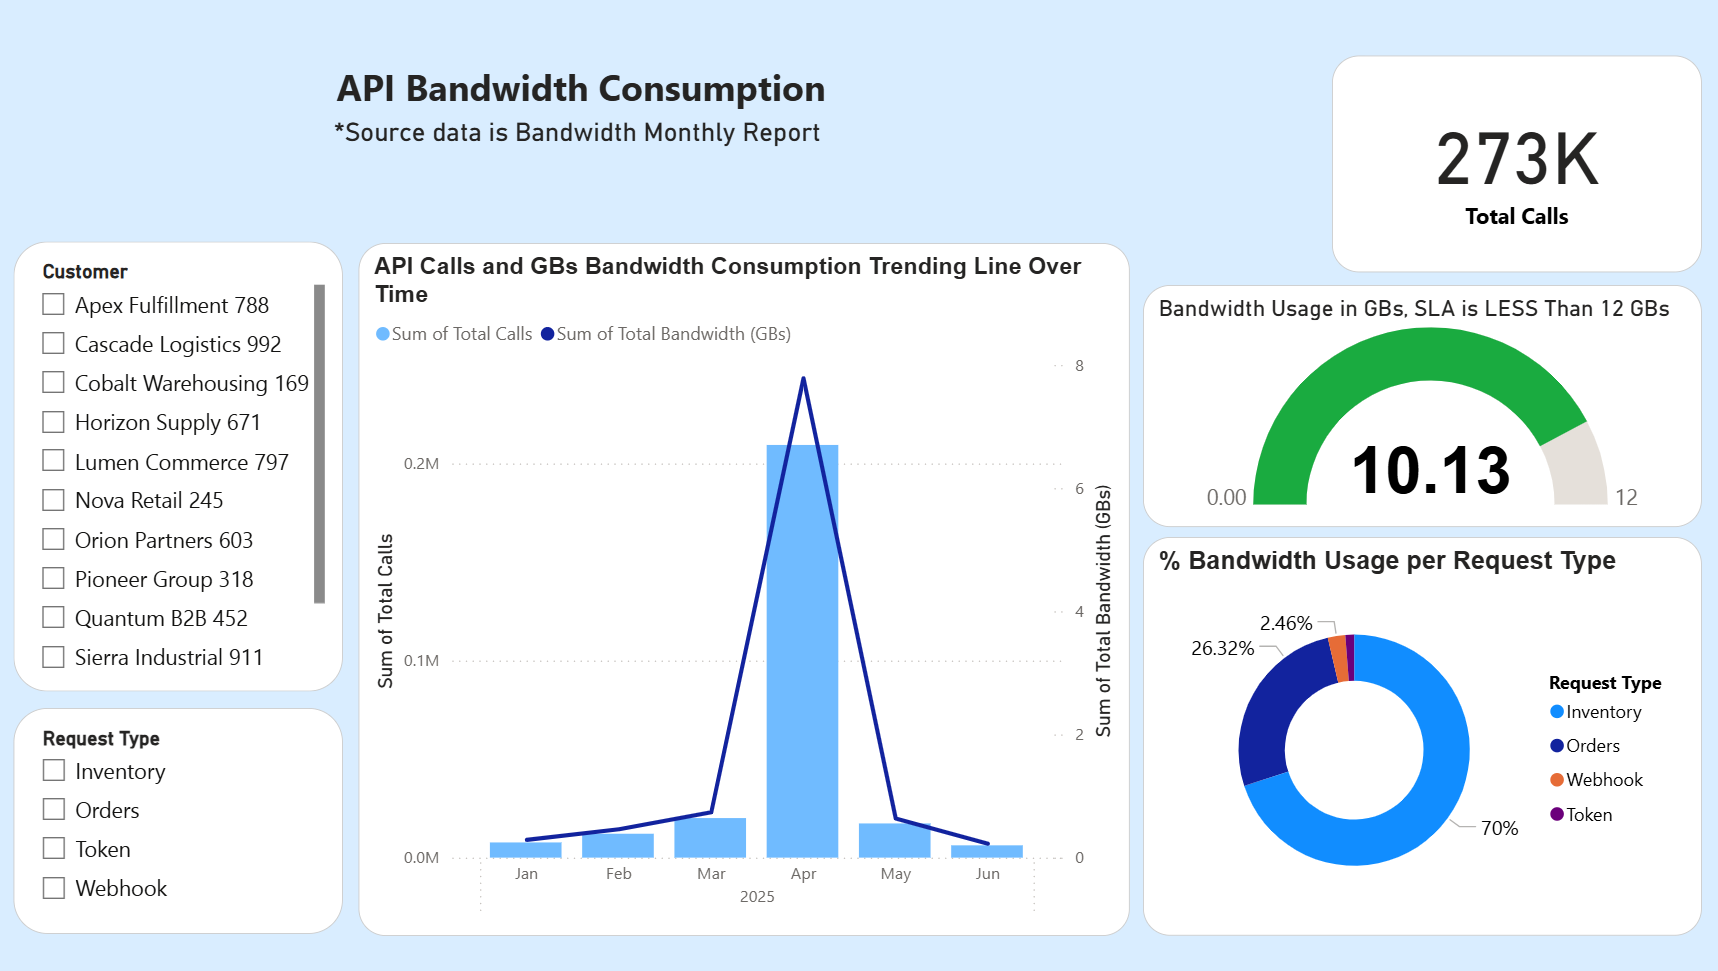 API Bandwidth Consumption
*Source data is Bandwidth Monthly Report
273K
Total Calls
Customer
Apex Fulfillment 788
Cascade Logistics 992
Cobalt Warehousing 169
Horizon Supply 671
Lumen Commerce 797
Nova Retail 245
Orion Partners 603
Pioneer Group 318
Quantum B2B 452
Sierra Industrial 911
Request Type
Inventory
Orders
Token
Webhook
API Calls and GBs Bandwidth Consumption Trending Line Over
Time
Sum of Total Calls Sum of Total Bandwidth (GBs)
Sum of Total Calls
0.2M
0.1M
0.0M
8
6
4
2
0
Sum of Total Bandwidth (GBs)
Jan Feb Mar Apr May Jun
2025
Bandwidth Usage in GBs, SLA is LESS Than 12 GBs
10.13
0.00 12
% Bandwidth Usage per Request Type
2.46%
26.32%
70%
Request Type
Inventory
Orders
Webhook
Token